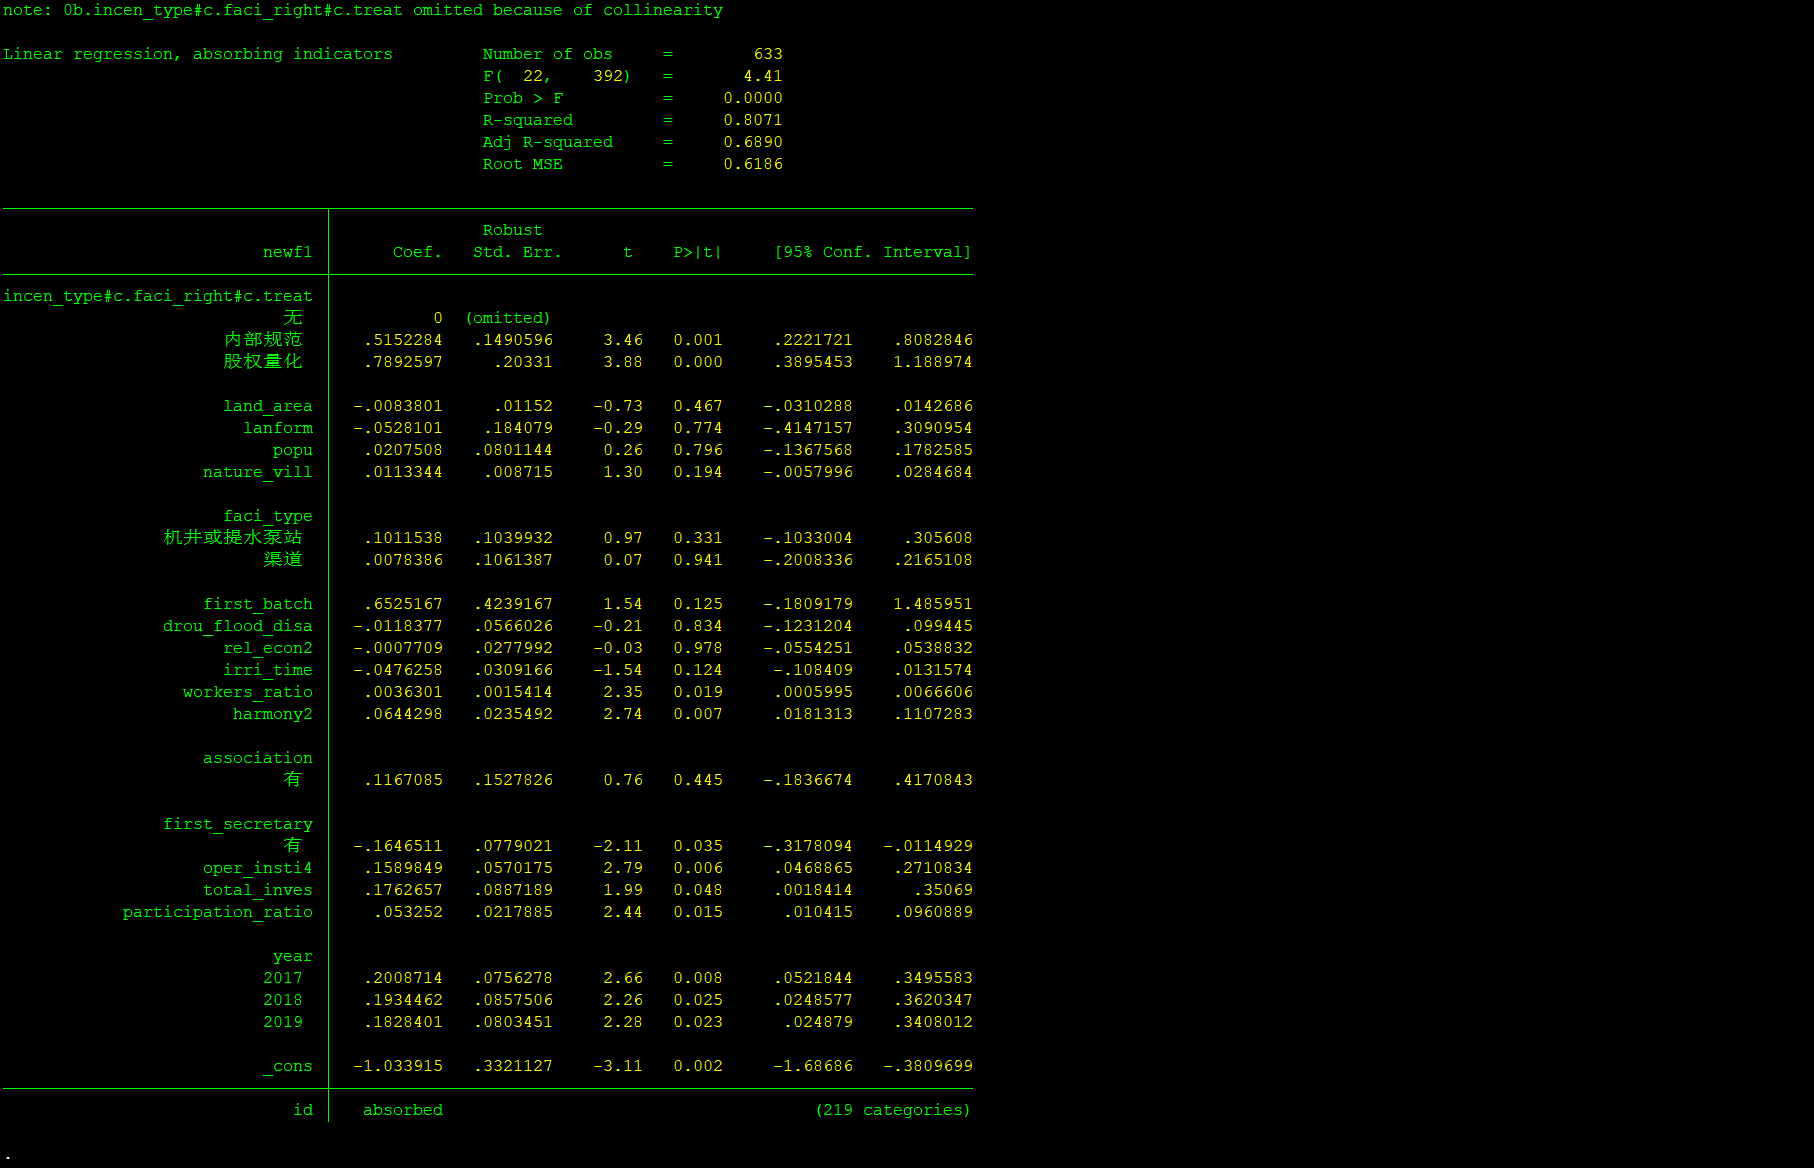 note: 0b.incen_type#c.faci_right#c.treat omitted because of collinearity
Linear regression, absorbing indicators Number of obs = 633
F( 22, 392) = 4.41
Prob > F = 0.0000
R-squared = 0.8071
Adj R-squared = 0.6890
Root MSE = 0.6186
Robust
newf1 Coef. Std. Err. t P>|t| [95% Conf. Interval]
incen_type#c.faci_right#c.treat
无 0 (omitted)
内部规范 .5152284 .1490596 3.46 0.001 .2221721 .8082846
股权量化 .7892597 .20331 3.88 0.000 .3895453 1.188974
land_area -.0083801 .01152 -0.73 0.467 -.0310288 .0142686
lanform -.0528101 .184079 -0.29 0.774 -.4147157 .3090954
popu .0207508 .0801144 0.26 0.796 -.1367568 .1782585
nature_vill .0113344 .008715 1.30 0.194 -.0057996 .0284684
faci_type
机井或提水泵站 .1011538 .1039932 0.97 0.331 -.1033004 .305608
渠道 .0078386 .1061387 0.07 0.941 -.2008336 .2165108
first_batch .6525167 .4239167 1.54 0.125 -.1809179 1.485951
drou_flood_disa -.0118377 .0566026 -0.21 0.834 -.1231204 .099445
rel_econ2 -.0007709 .0277992 -0.03 0.978 -.0554251 .0538832
irri_time -.0476258 .0309166 -1.54 0.124 -.108409 .0131574
workers_ratio .0036301 .0015414 2.35 0.019 .0005995 .0066606
harmony2 .0644298 .0235492 2.74 0.007 .0181313 .1107283
association
有 .1167085 .1527826 0.76 0.445 -.1836674 .4170843
first_secretary
有 -.1646511 .0779021 -2.11 0.035 -.3178094 -.0114929
oper_insti4 .1589849 .0570175 2.79 0.006 .0468865 .2710834
total_inves .1762657 .0887189 1.99 0.048 .0018414 .35069
participation_ratio .053252 .0217885 2.44 0.015 .010415 .0960889
year
2017 .2008714 .0756278 2.66 0.008 .0521844 .3495583
2018 .1934462 .0857506 2.26 0.025 .0248577 .3620347
2019 .1828401 .0803451 2.28 0.023 .024879 .3408012
_cons -1.033915 .3321127 -3.11 0.002 -1.68686 -.3809699
id absorbed (219 categories)
.